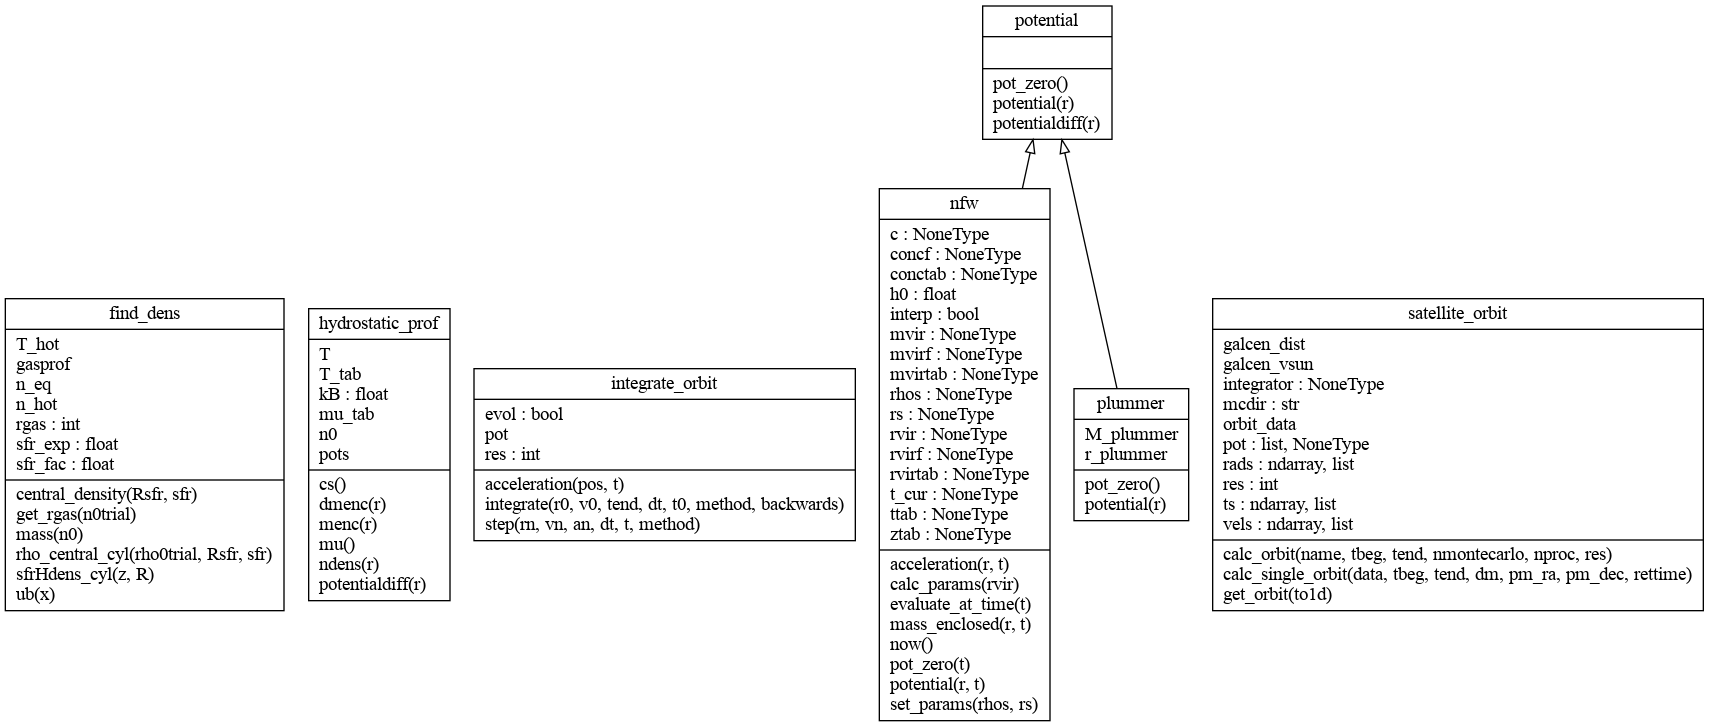 potential
pot_zero()
potential(r)
potentialdiff(r)
find_dens
T_hot
gasprof
n_eq
n_hot
rgas : int
sfr_exp : float
sfr_fac : float
central_density(Rsfr, sfr)
get_rgas(n0trial)
mass(n0)
rho_central_cyl(rho0trial, Rsfr, sfr)
sfrHdens_cyl(z, R)
ub(x)
hydrostatic_prof
T
T_tab
kB : float
mu_tab
n0
pots
cs()
dmenc(r)
menc(r)
mu()
ndens(r)
potentialdiff(r)
integrate_orbit
evol : bool
pot
res : int
acceleration(pos, t)
integrate(r0, v0, tend, dt, t0, method, backwards)
step(rn, vn, an, dt, t, method)
nfw
c : NoneType
concf : NoneType
conctab : NoneType
h0 : float
interp : bool
mvir : NoneType
mvirf : NoneType
mvirtab : NoneType
rhos : NoneType
rs : NoneType
rvir : NoneType
rvirf : NoneType
rvirtab : NoneType
t_cur : NoneType
ttab : NoneType
ztab : NoneType
acceleration(r, t)
calc_params(rvir)
evaluate_at_time(t)
mass_enclosed(r, t)
now()
pot_zero(t)
potential(r, t)
set_params(rhos, rs)
plummer
M_plummer
r_plummer
pot_zero()
potential(r)
satellite_orbit
galcen_dist
galcen_vsun
integrator : NoneType
mcdir : str
orbit_data
pot : list, NoneType
rads : ndarray, list
res : int
ts : ndarray, list
vels : ndarray, list
calc_orbit(name, tbeg, tend, nmontecarlo, nproc, res)
calc_single_orbit(data, tbeg, tend, dm, pm_ra, pm_dec, rettime)
get_orbit(to1d)